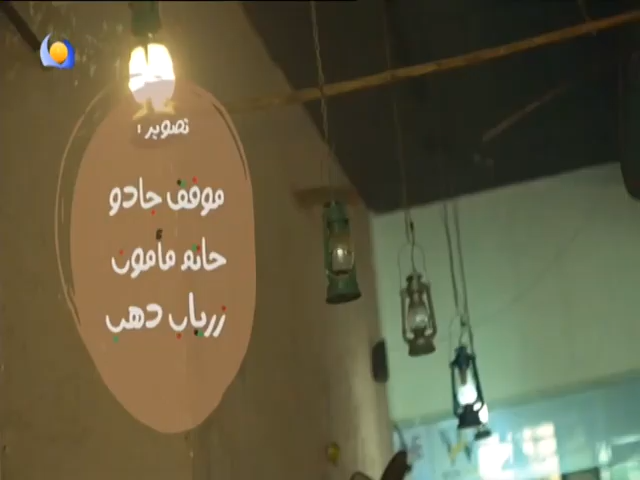 تصوير :
موفق جادو
حاتم مأمون
زرياب دهب